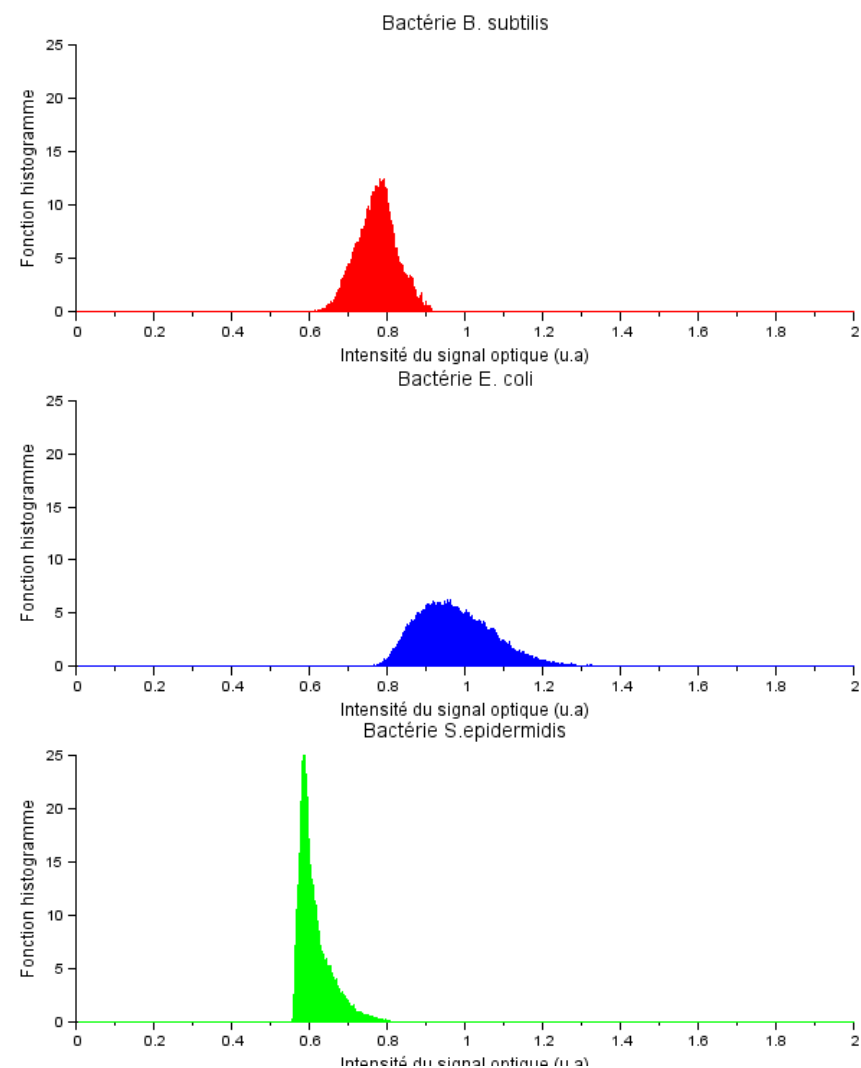 Bactérie B. subtilis
Fonction histogramme
25
20
15
10
5
0
0 0.2 0.4 0.6 0.8 1 1.2 1.4 1.6 1.8 2
Intensité du signal optique (u.a)
Bactérie E. coli
Fonction histogramme
25
20
15
10
5
0
0 0.2 0.4 0.6 0.8 1 1.2 1.4 1.6 1.8 2
Intensité du signal optique (u.a)
Bactérie S.epidermidis
Fonction histogramme
25
20
15
10
5
0
0 0.2 0.4 0.6 0.8 1 1.2 1.4 1.6 1.8 2
Intensité du signal optique (u.a)